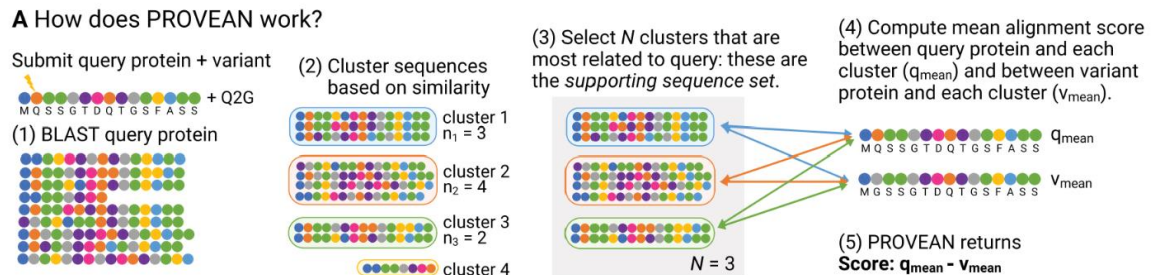 A How does PROVEAN work?
Submit query protein + variant
+ Q2G
M Q S S G T D Q T G S F A S S
(1) BLAST query protein
(2) Cluster sequences
based on similarity
cluster 1
n1 = 3
cluster 2
n2 = 4
cluster 3
n3 = 2
cluster 4
(3) Select N clusters that are
most related to query: these are
the supporting sequence set.
N = 3
(4) Compute mean alignment score
between query protein and each
cluster (qmean) and between variant
protein and each cluster (vmean).
qmean
M Q S S G T D Q T G S F A S S
vmean
M G S S G T D Q T G S F A S S
(5) PROVEAN returns
Score: qmean - vmean